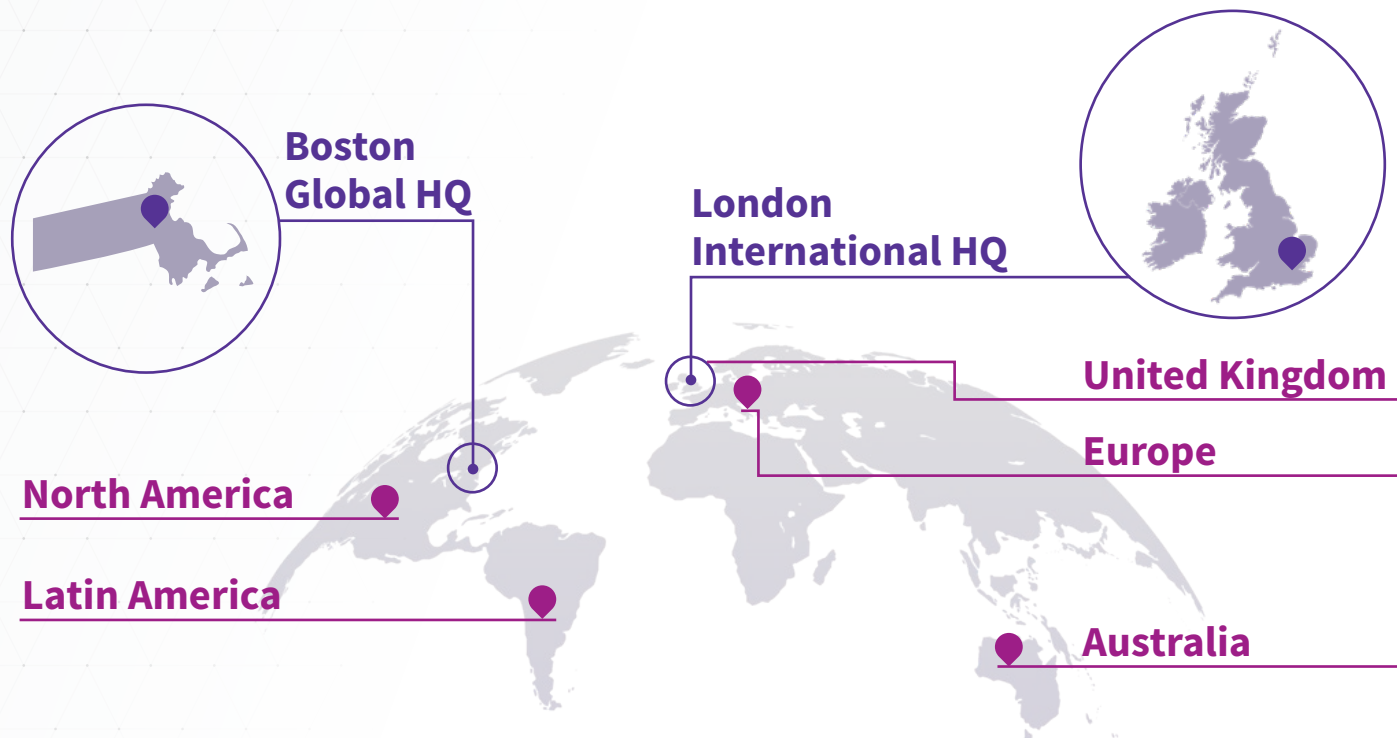 Boston
Global HQ
London
International HQ
United Kingdom
Europe
North America
Latin America
Australia